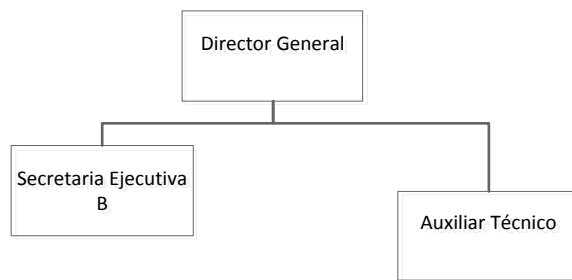 Director General
Secretaria Ejecutiva
B
Auxiliar Técnico